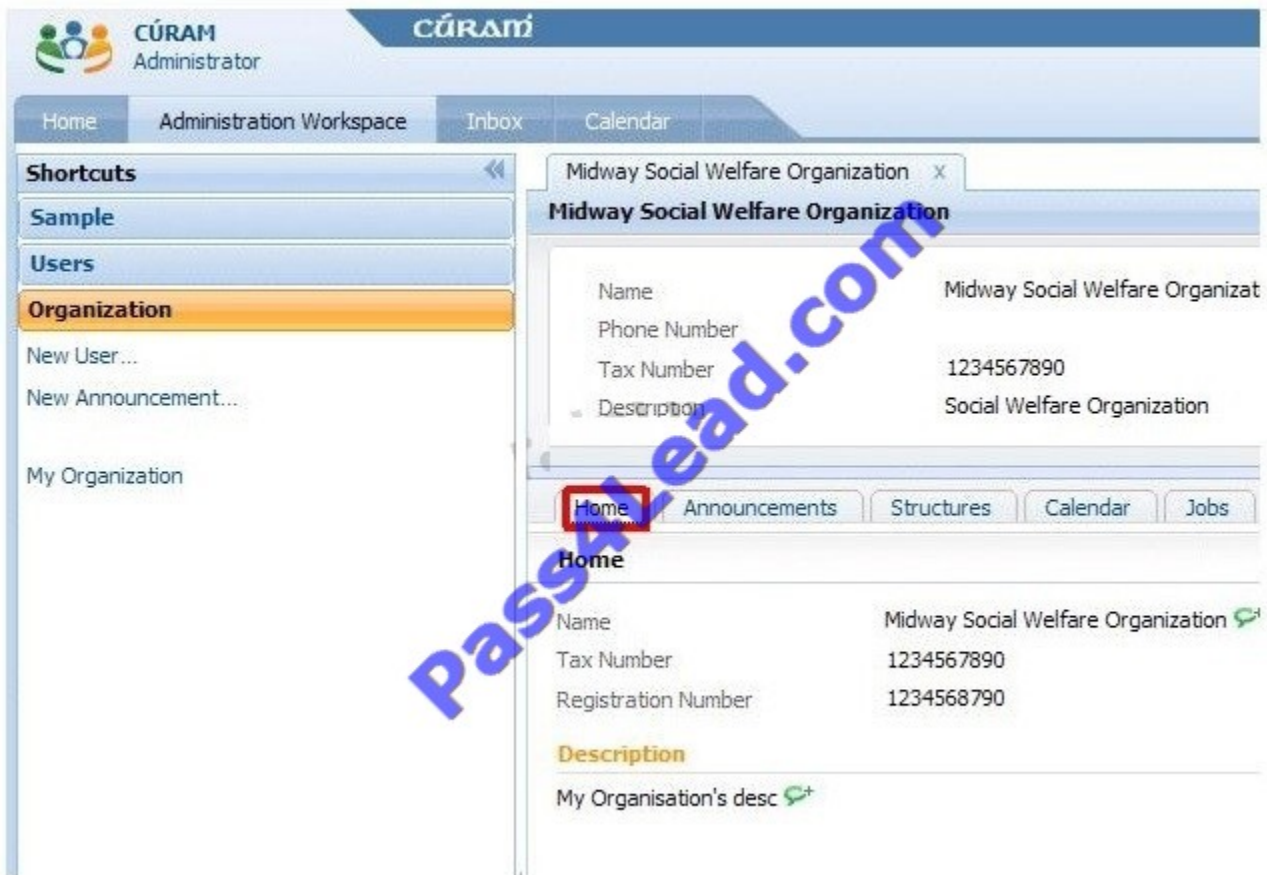 CÚRAM
Administrator
CÚRAM
Home Administration Workspace Inbox Calendar
Shortcuts
Sample
Users
Organization
New User...
New Announcement...
My Organization
Midway Social Welfare Organization x
Midway Social Welfare Organization
Name Midway Social Welfare Organizat
Phone Number
Tax Number 1234567890
Description Social Welfare Organization
Home Announcements Structures Calendar Jobs
Home
Name Midway Social Welfare Organization
Tax Number 1234567890
Registration Number 1234568790
Description
My Organisation's desc
Pass4Lead.com